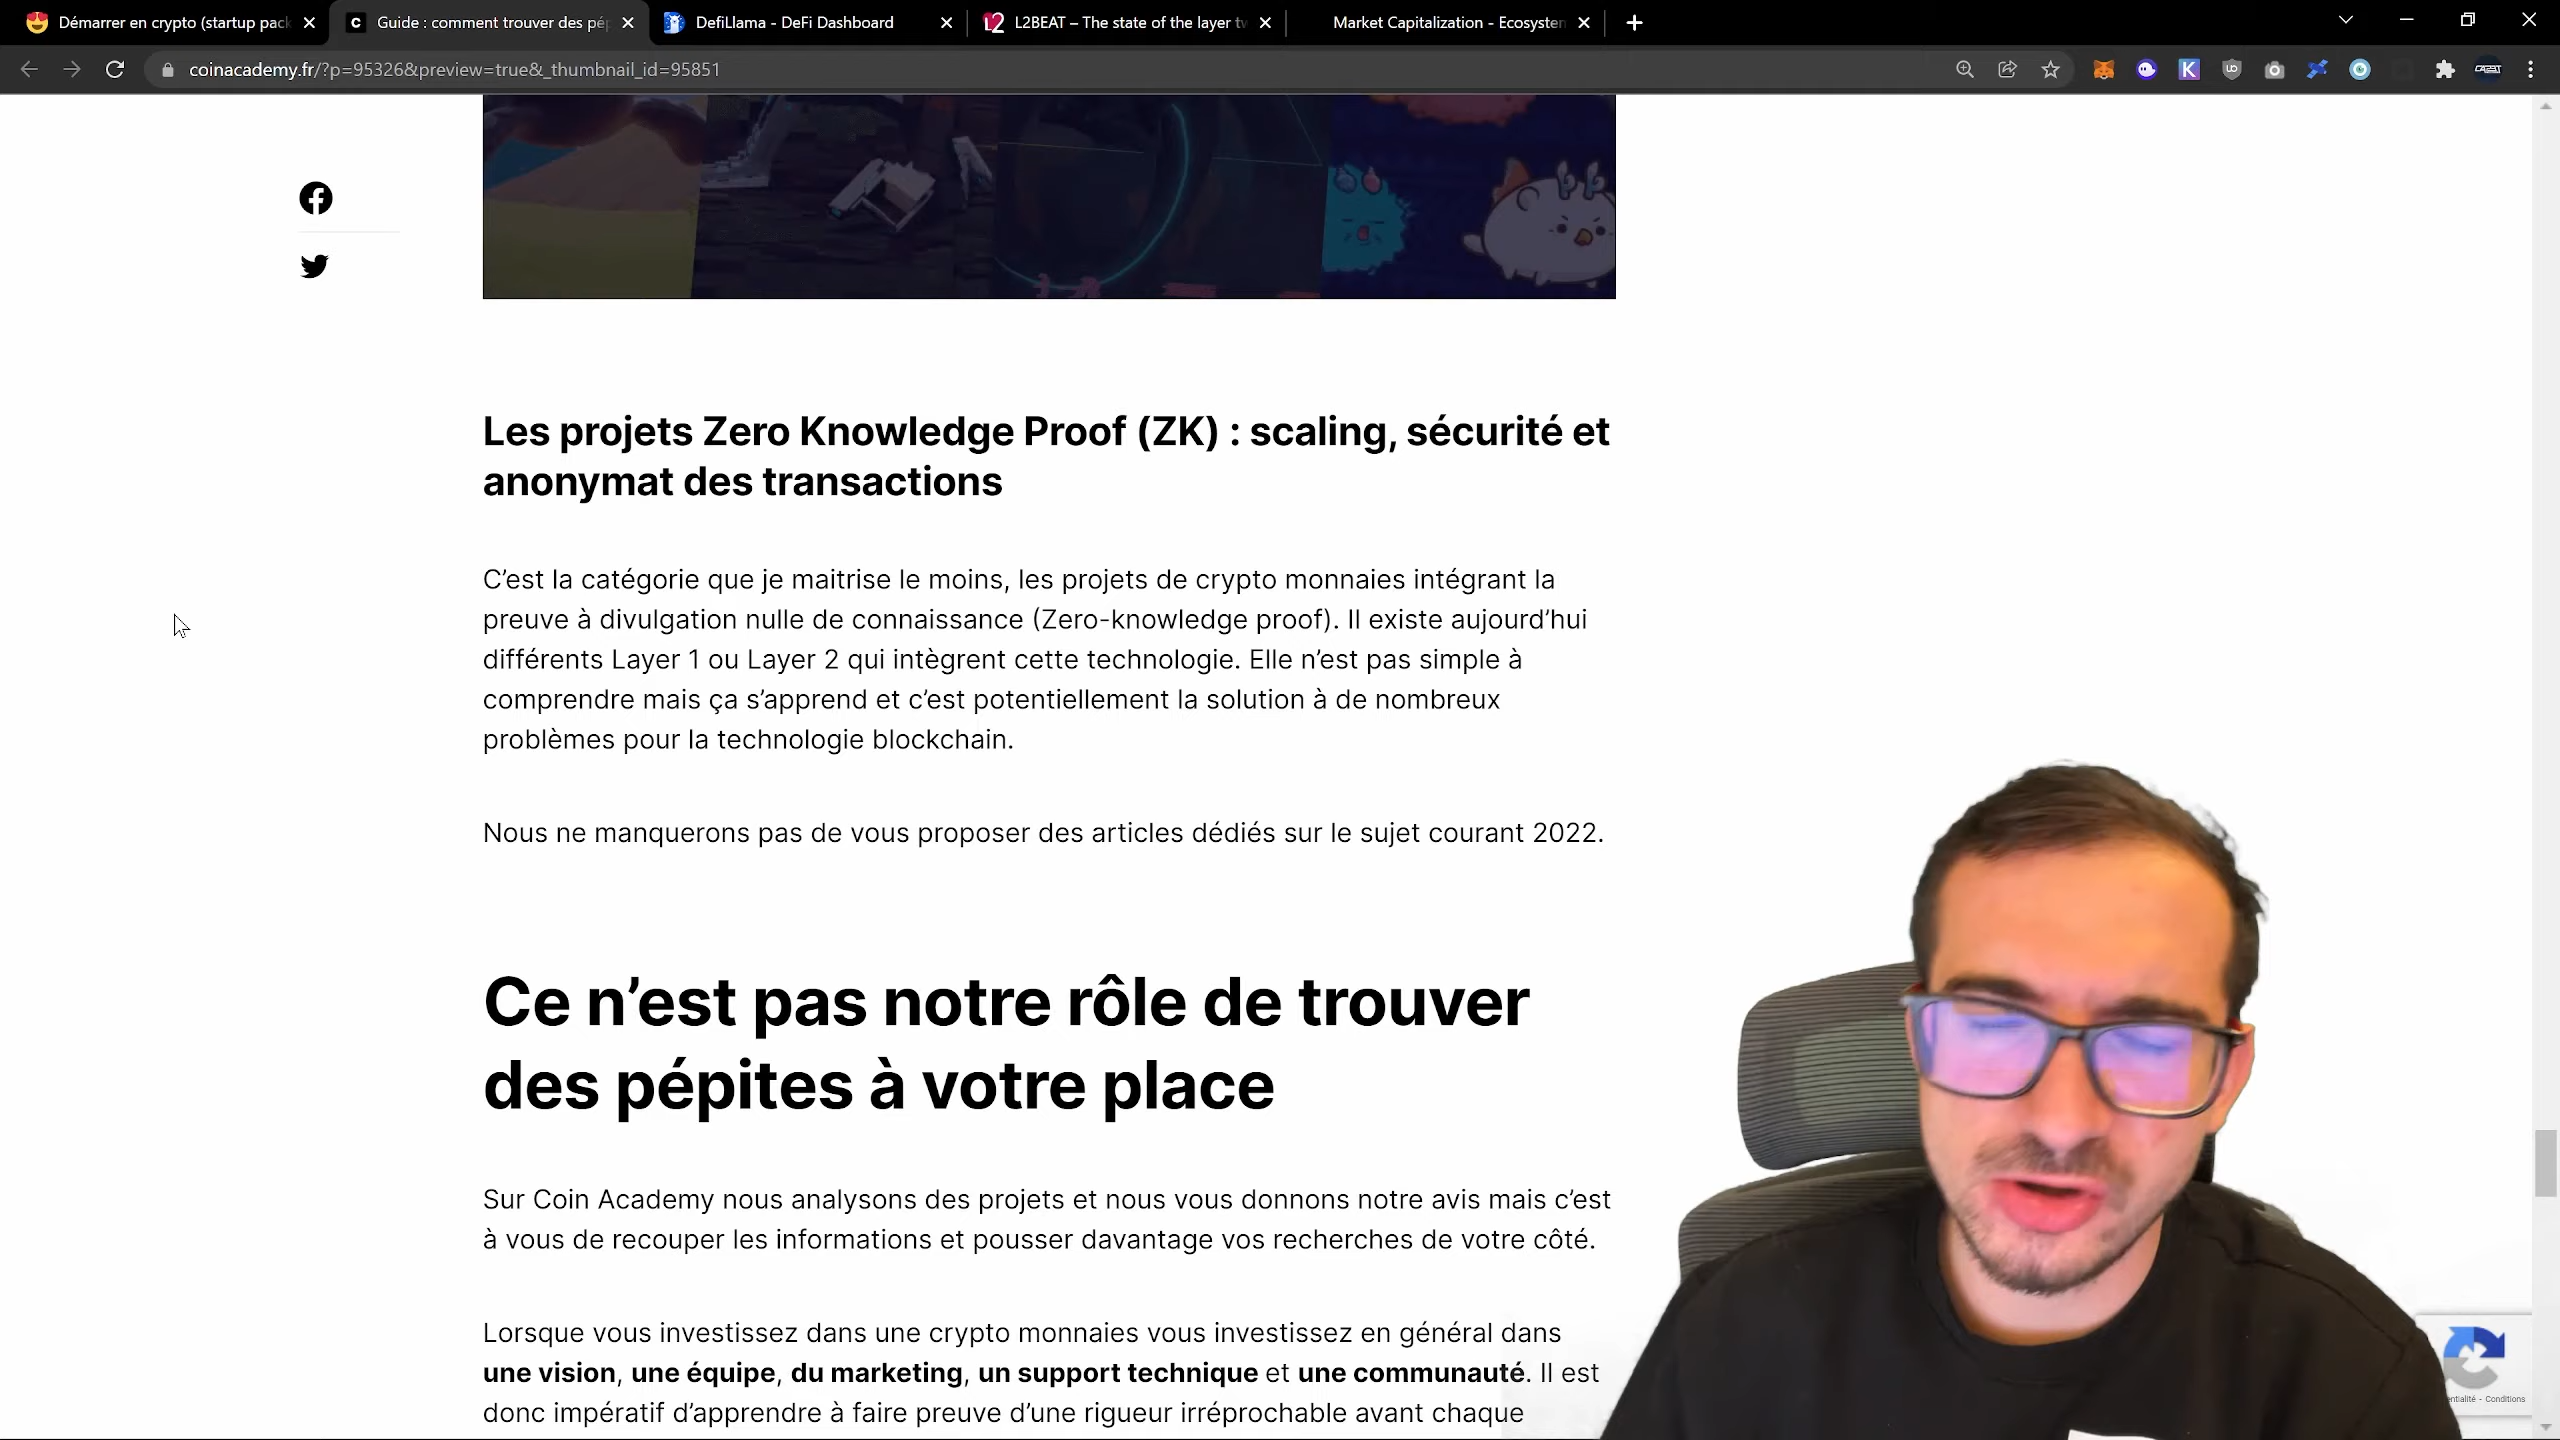 Démarrer en crypto (startup pack
Guide : comment trouver des pép
DefiLlama - DeFi Dashboard
L2BEAT – The state of the layer tw
Market Capitalization - Ecosystem
coinacademy.fr/?p=95326&preview=true&_thumbnail_id=95851
Les projets Zero Knowledge Proof (ZK) : scaling, sécurité et
anonymat des transactions
C’est la catégorie que je maitrise le moins, les projets de crypto monnaies intégrant la
preuve à divulgation nulle de connaissance (Zero-knowledge proof). Il existe aujourd’hui
différents Layer 1 ou Layer 2 qui intègrent cette technologie. Elle n’est pas simple à
comprendre mais ça s’apprend et c’est potentiellement la solution à de nombreux
problèmes pour la technologie blockchain.
Nous ne manquerons pas de vous proposer des articles dédiés sur le sujet courant 2022.
Ce n’est pas notre rôle de trouver
des pépites à votre place
Sur Coin Academy nous analysons des projets et nous vous donnons notre avis mais c’est
à vous de recouper les informations et pousser davantage vos recherches de votre côté.
Lorsque vous investissez dans une crypto monnaies vous investissez en général dans
une vision, une équipe, du marketing, un support technique et une communauté. Il est
donc impératif d’apprendre à faire preuve d’une rigueur irréprochable avant chaque
entialité - Conditions